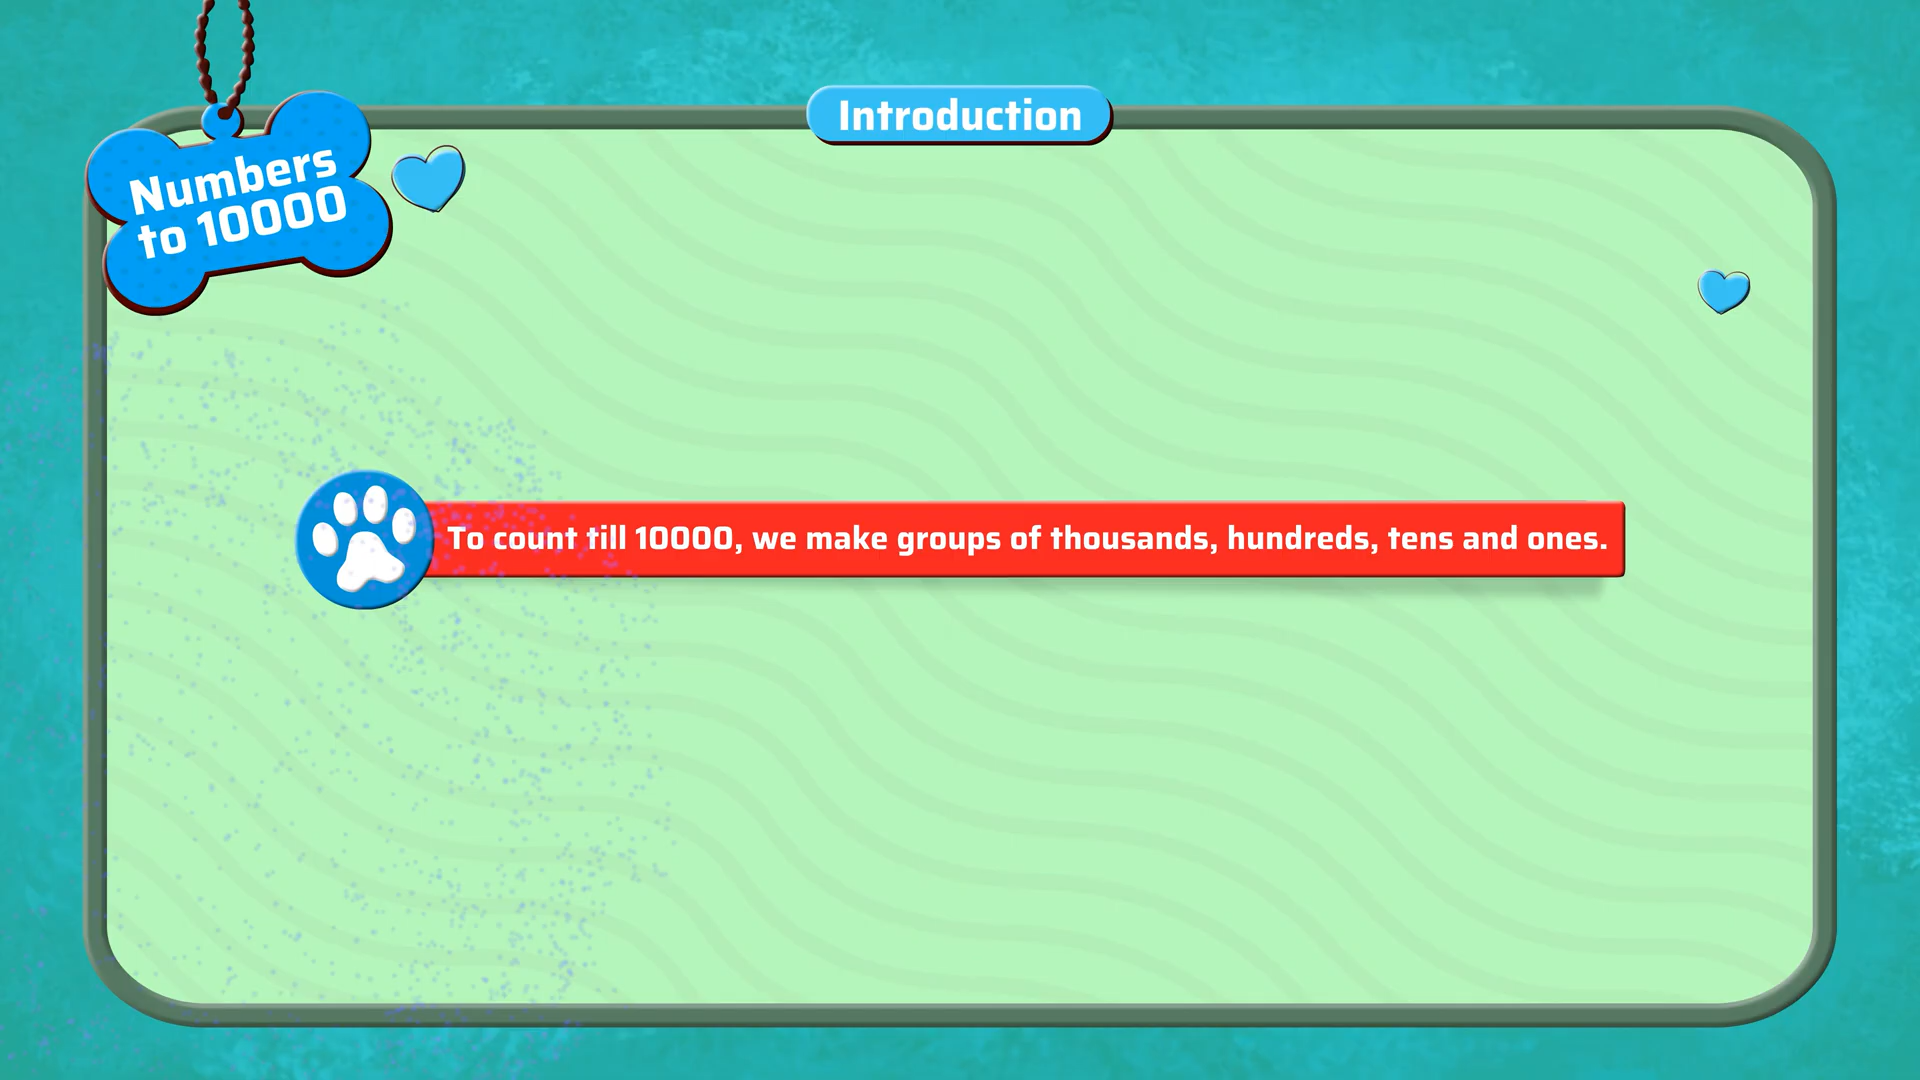 Introduction
Numbers
to 10000
To count till 10000, we make groups of thousands, hundreds, tens and ones.